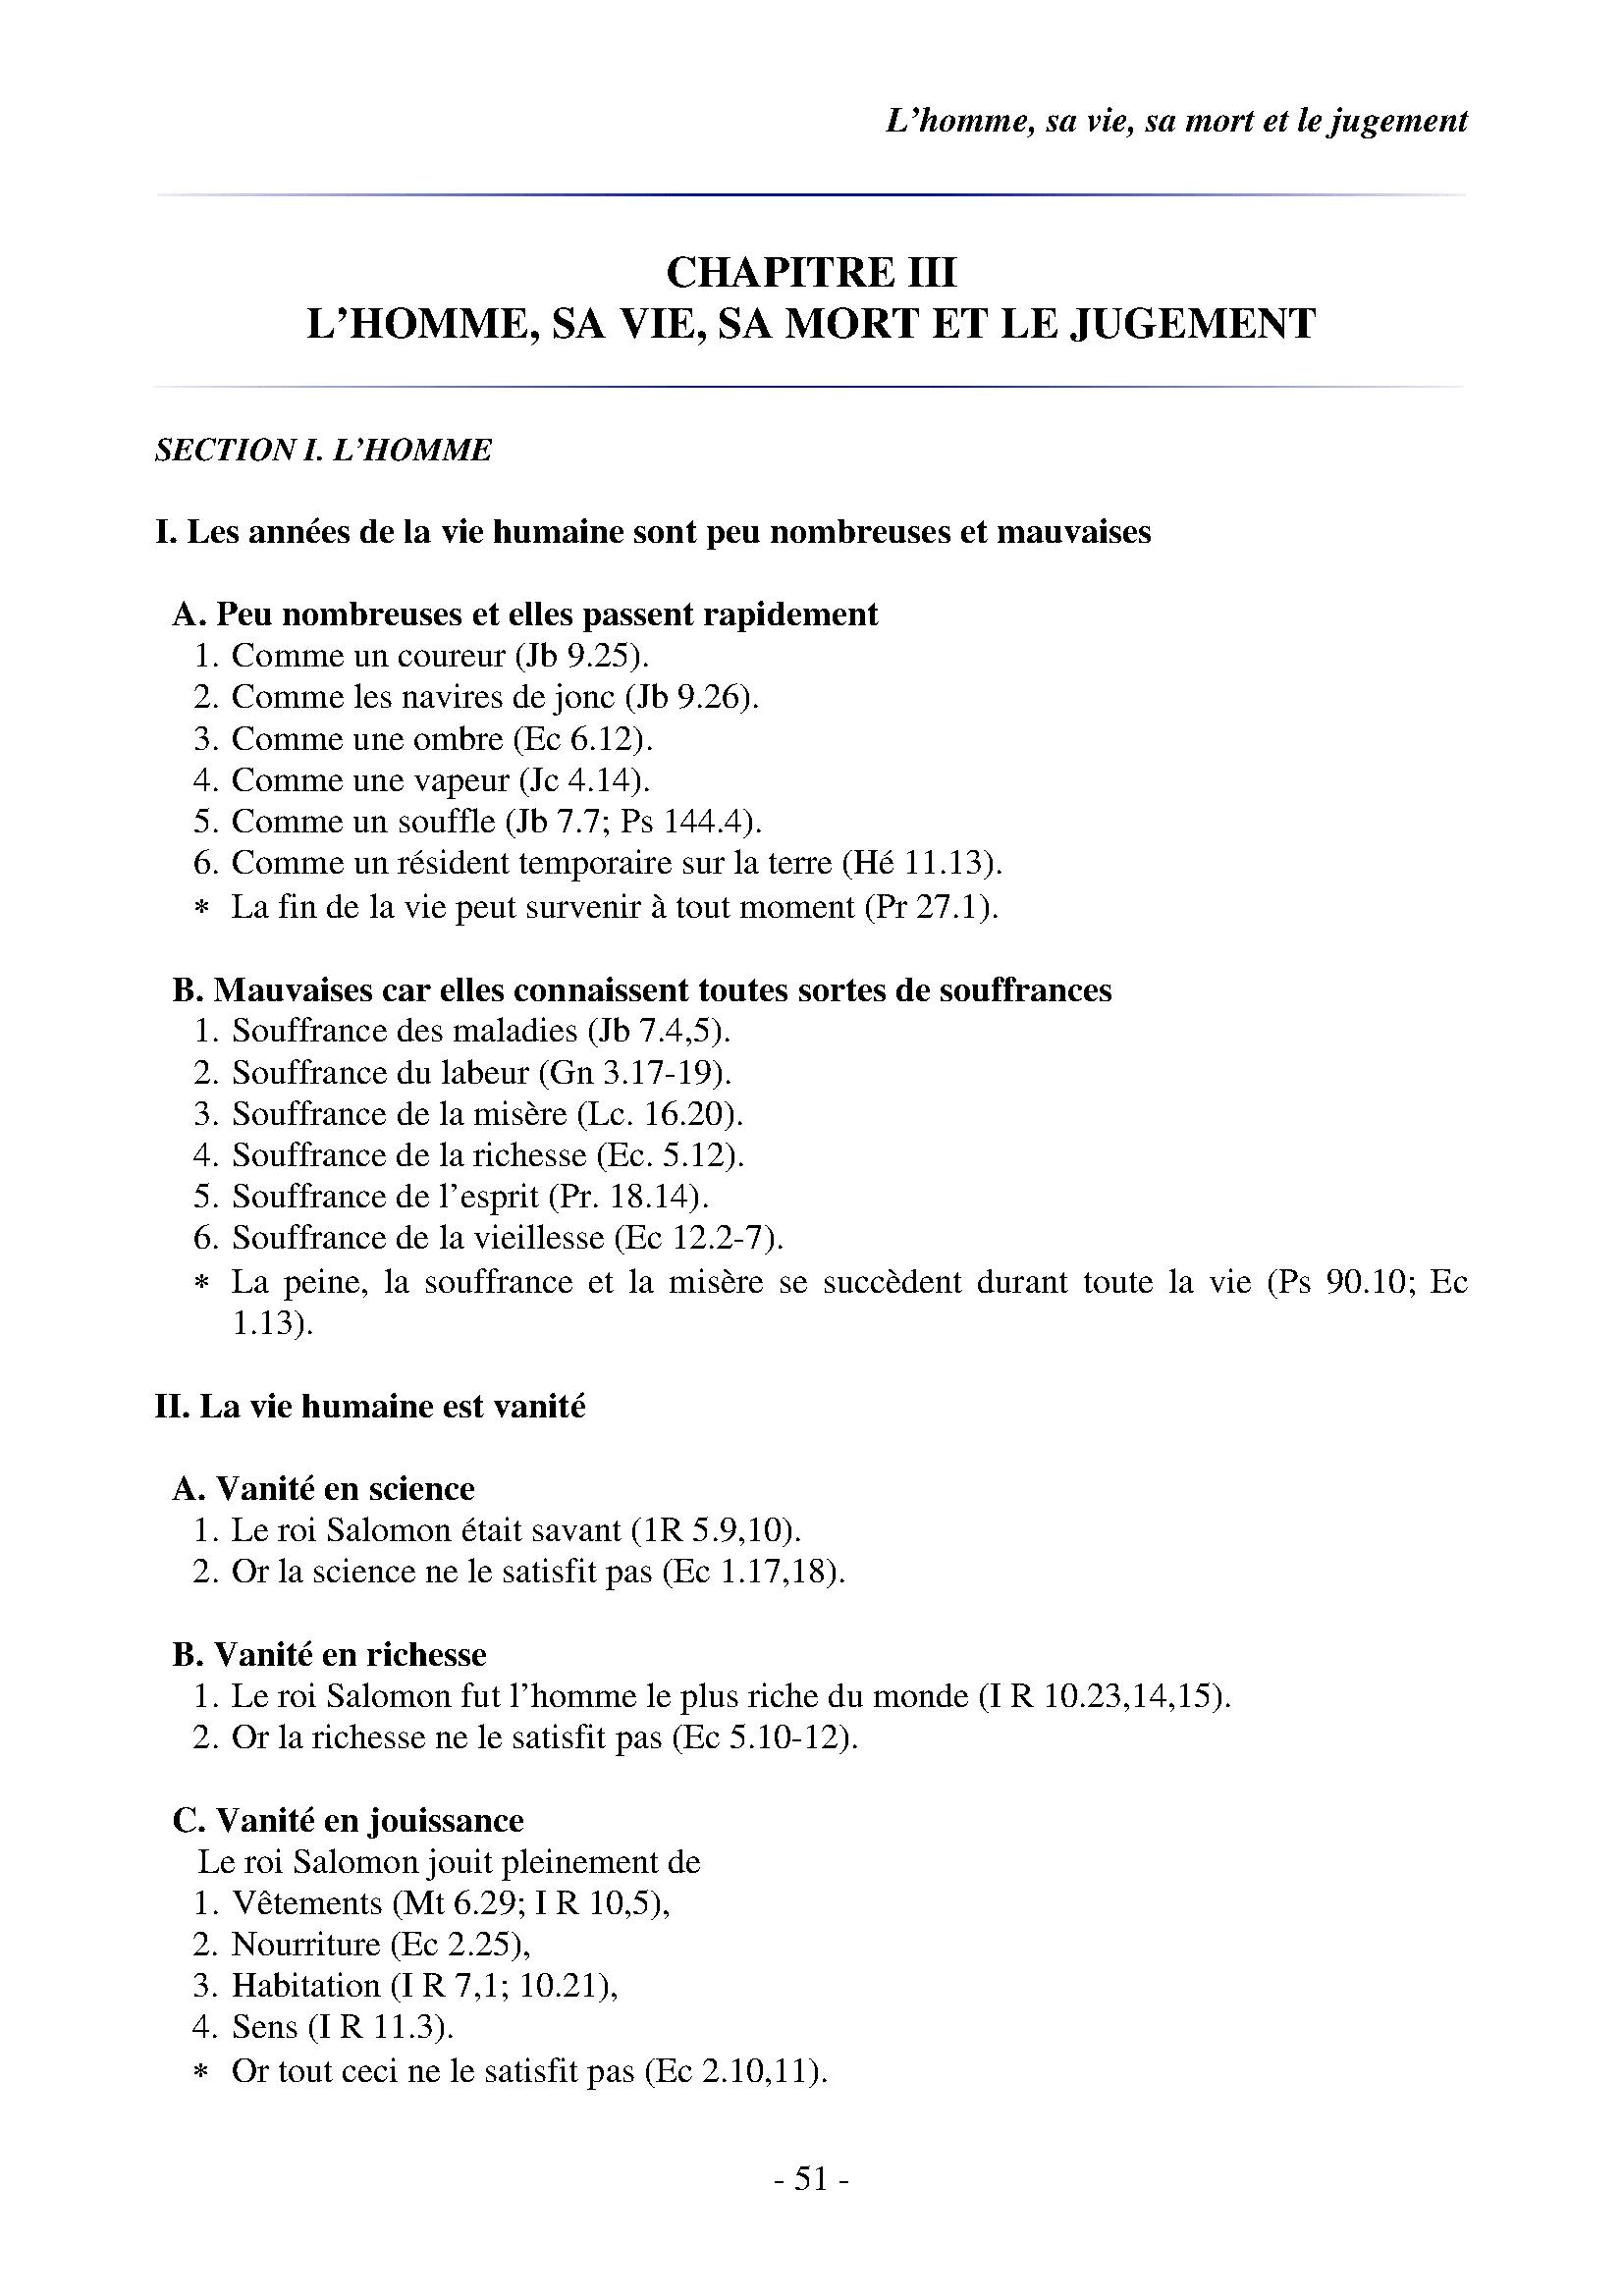 L’homme, sa vie, sa mort et le jugement
CHAPITRE III
L’HOMME, SA VIE, SA MORT ET LE JUGEMENT
SECTION I. L’HOMME
I. Les années de la vie humaine sont peu nombreuses et mauvaises
A. Peu nombreuses et elles passent rapidement
1. Comme un coureur (Jb 9.25).
2. Comme les navires de jonc (Jb 9.26).
3. Comme une ombre (Ec 6.12).
4. Comme une vapeur (Jc 4.14).
5. Comme un souffle (Jb 7.7; Ps 144.4).
6. Comme un résident temporaire sur la terre (Hé 11.13).
* La fin de la vie peut survenir à tout moment (Pr 27.1).
B. Mauvaises car elles connaissent toutes sortes de souffrances
1. Souffrance des maladies (Jb 7.4,5).
2. Souffrance du labeur (Gn 3.17-19).
3. Souffrance de la misère (Lc. 16.20).
4. Souffrance de la richesse (Ec. 5.12).
5. Souffrance de l’esprit (Pr. 18.14).
6. Souffrance de la vieillesse (Ec 12.2-7).
* La peine, la souffrance et la misère se succèdent durant toute la vie (Ps 90.10; Ec
1.13).
II. La vie humaine est vanité
A. Vanité en science
1. Le roi Salomon était savant (1R 5.9,10).
2. Or la science ne le satisfit pas (Ec 1.17,18).
B. Vanité en richesse
1. Le roi Salomon fut l’homme le plus riche du monde (I R 10.23,14,15).
2. Or la richesse ne le satisfit pas (Ec 5.10-12).
C. Vanité en jouissance
Le roi Salomon jouit pleinement de
1. Vêtements (Mt 6.29; I R 10,5),
2. Nourriture (Ec 2.25),
3. Habitation (I R 7,1; 10.21),
4. Sens (I R 11.3).
* Or tout ceci ne le satisfit pas (Ec 2.10,11).
- 51 -